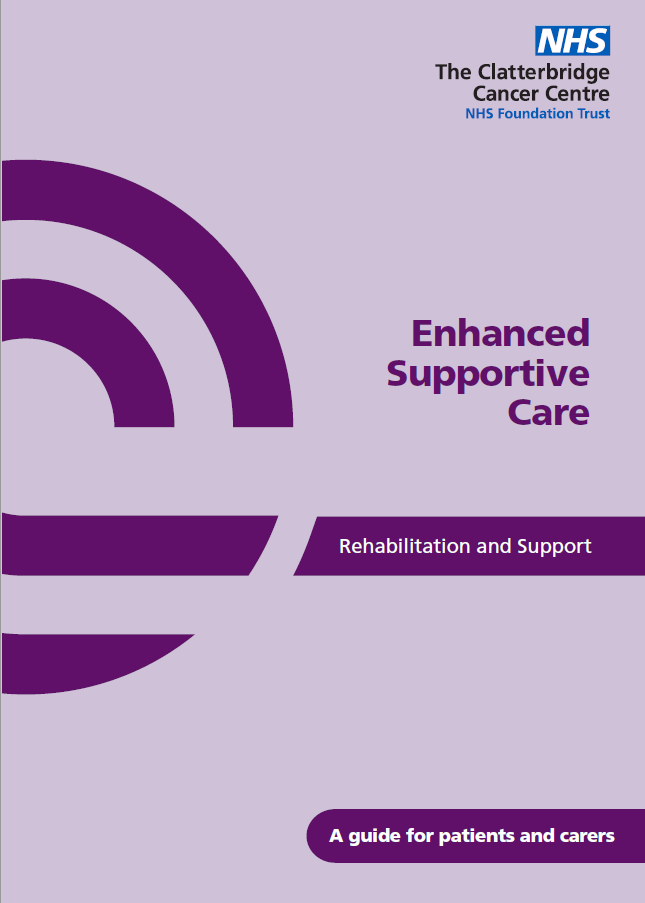 NHS
The Clatterbridge
Cancer Centre
NHS Foundation Trust
Enhanced
Supportive
Care
Rehabilitation and Support
A guide for patients and carers